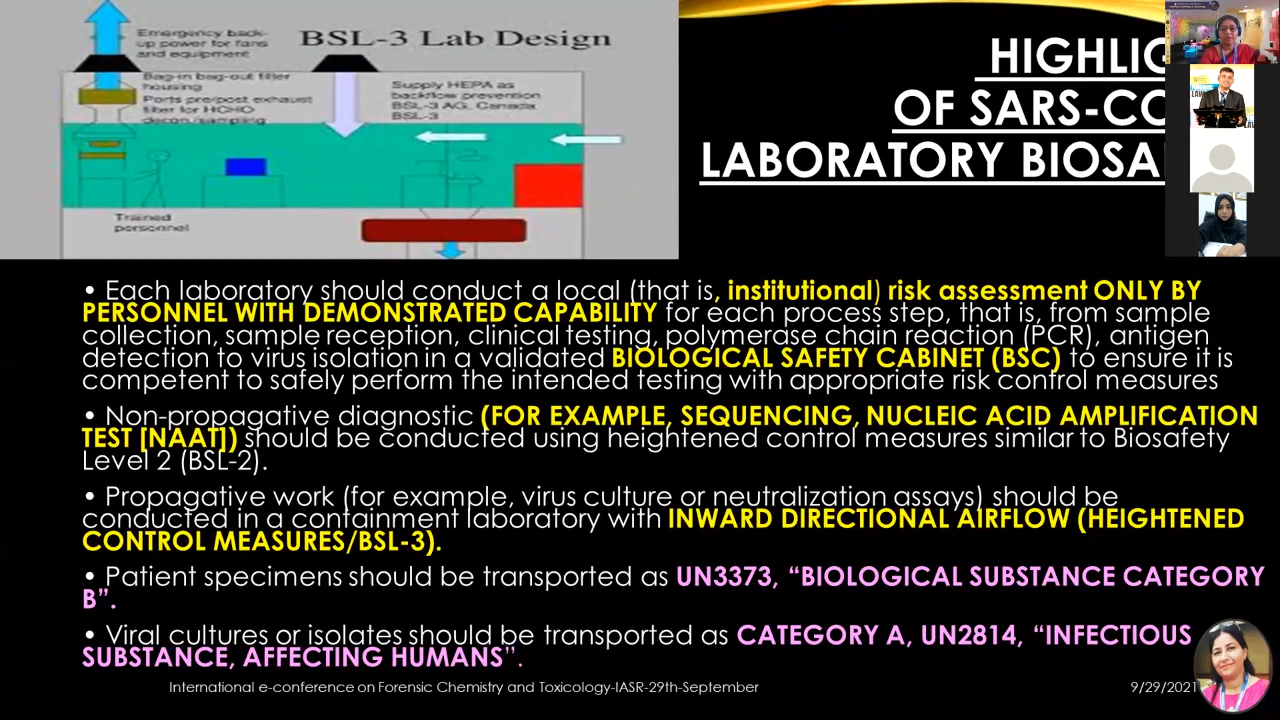 Emergency back-
up power for fans
and equipment
BSL-3 Lab Design
Bag-in bag-out filter
housing
Ports pre/post exhaust
filter for HCHO
decon./sampling
Supply HEPA as
backflow prevention
BSL-3 AG, Canada
BSL-3
Trained
personnel
HIGHLIG
OF SARS-CO
LABORATORY BIOSA
• Each laboratory should conduct a local (that is, institutional) risk assessment ONLY BY
PERSONNEL WITH DEMONSTRATED CAPABILITY for each process step, that is, from sample
collection, sample reception, clinical testing, polymerase chain reaction (PCR), antigen
detection to virus isolation in a validated BIOLOGICAL SAFETY CABINET (BSC) to ensure it is
competent to safely perform the intended testing with appropriate risk control measures
• Non-propagative diagnostic (FOR EXAMPLE, SEQUENCING, NUCLEIC ACID AMPLIFICATION
TEST [NAAT]) should be conducted using heightened control measures similar to Biosafety
Level 2 (BSL-2).
• Propagative work (for example, virus culture or neutralization assays) should be
conducted in a containment laboratory with INWARD DIRECTIONAL AIRFLOW (HEIGHTENED
CONTROL MEASURES/BSL-3).
• Patient specimens should be transported as UN3373, “BIOLOGICAL SUBSTANCE CATEGORY
B”.
• Viral cultures or isolates should be transported as CATEGORY A, UN2814, “INFECTIOUS
SUBSTANCE, AFFECTING HUMANS”.
International e-conference on Forensic Chemistry and Toxicology-IASR-29th-September
9/29/2021